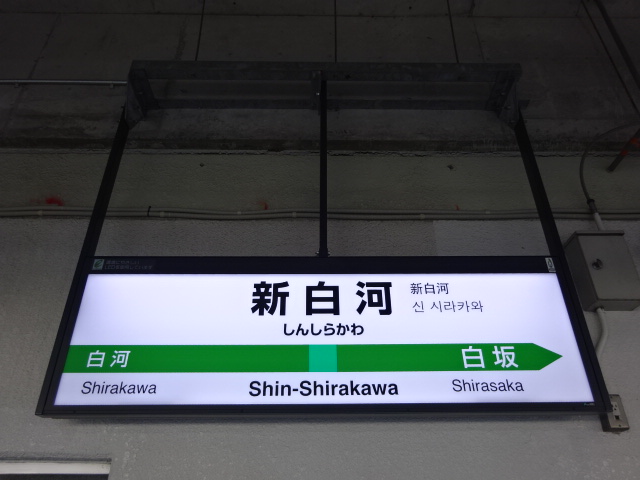 新白河
新白河
신 시라카와
しんしらかわ
白河
白坂
Shirakawa
Shin-Shirakawa
Shirasaka